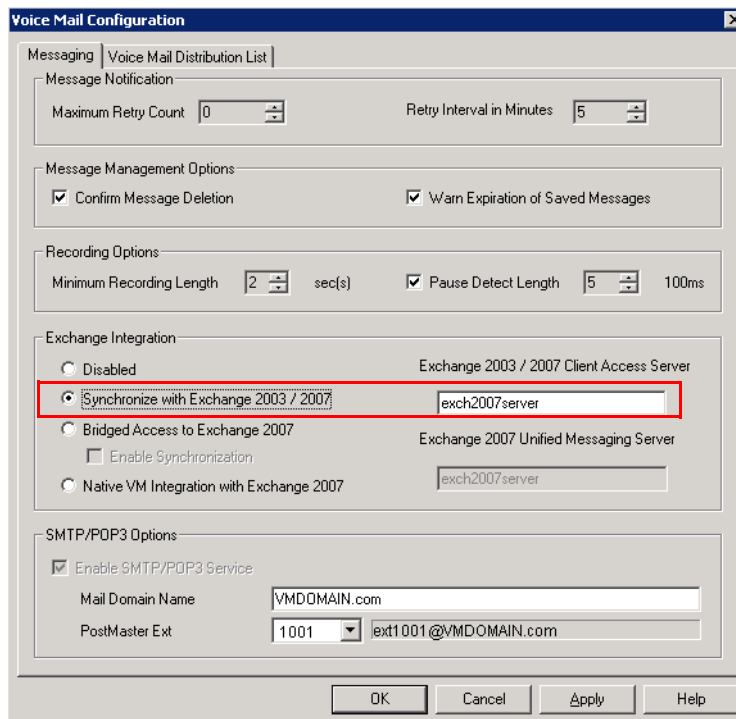 Voice Mail Configuration
Messaging Voice Mail Distribution List
Message Notification
Maximum Retry Count 0 Retry Interval in Minutes 5
Message Management Options
Confirm Message Deletion Warn Expiration of Saved Messages
Recording Options
Minimum Recording Length 2 sec(s) Pause Detect Length 5 100ms
Exchange Integration
Disabled Exchange 2003 / 2007 Client Access Server
Synchronize with Exchange 2003 / 2007 exch2007server
Bridged Access to Exchange 2007 Exchange 2007 Unified Messaging Server
Enable Synchronization
Native VM Integration with Exchange 2007 exch2007server
SMTP/POP3 Options
Enable SMTP/POP3 Service
Mail Domain Name VMDOMAIN.com
PostMaster Ext 1001 ext1001@VMDOMAIN.com
OK Cancel Apply Help